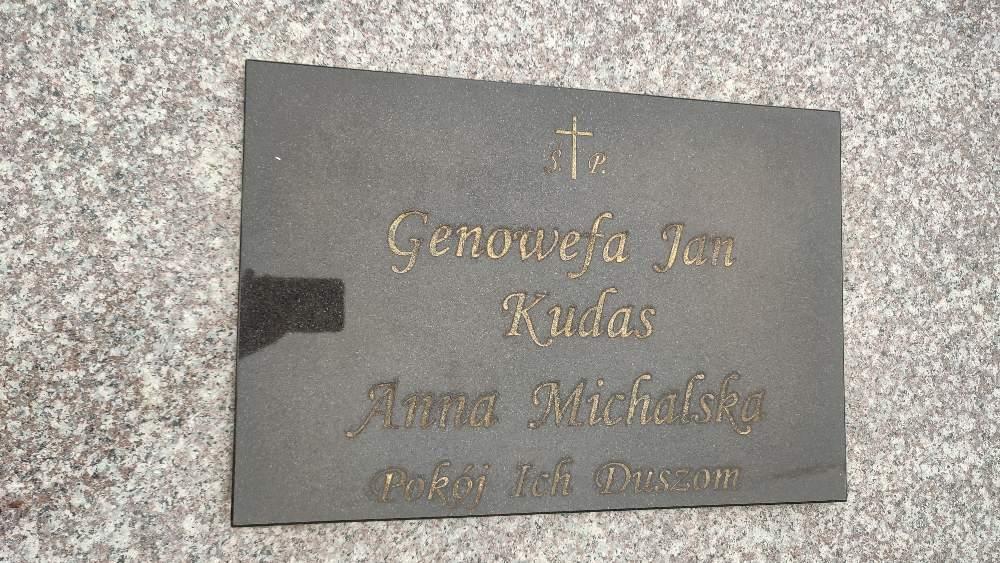 Ś. P.
Genowefa Jan
Kudas
Anna Michalska
Pokój Ich Duszom